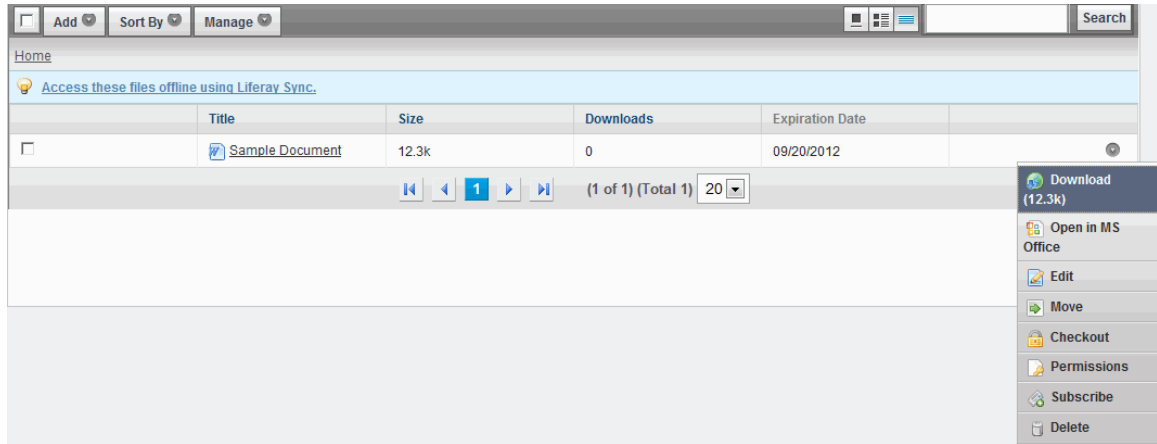 Add Sort By Manage Search
Home
Access these files offline using Liferay Sync.
Title Size Downloads Expiration Date
Sample Document 12.3k 0 09/20/2012
1 (1 of 1) (Total 1) 20
Download
(12.3k)
Open in MS
Office
Edit
Move
Checkout
Permissions
Subscribe
Delete